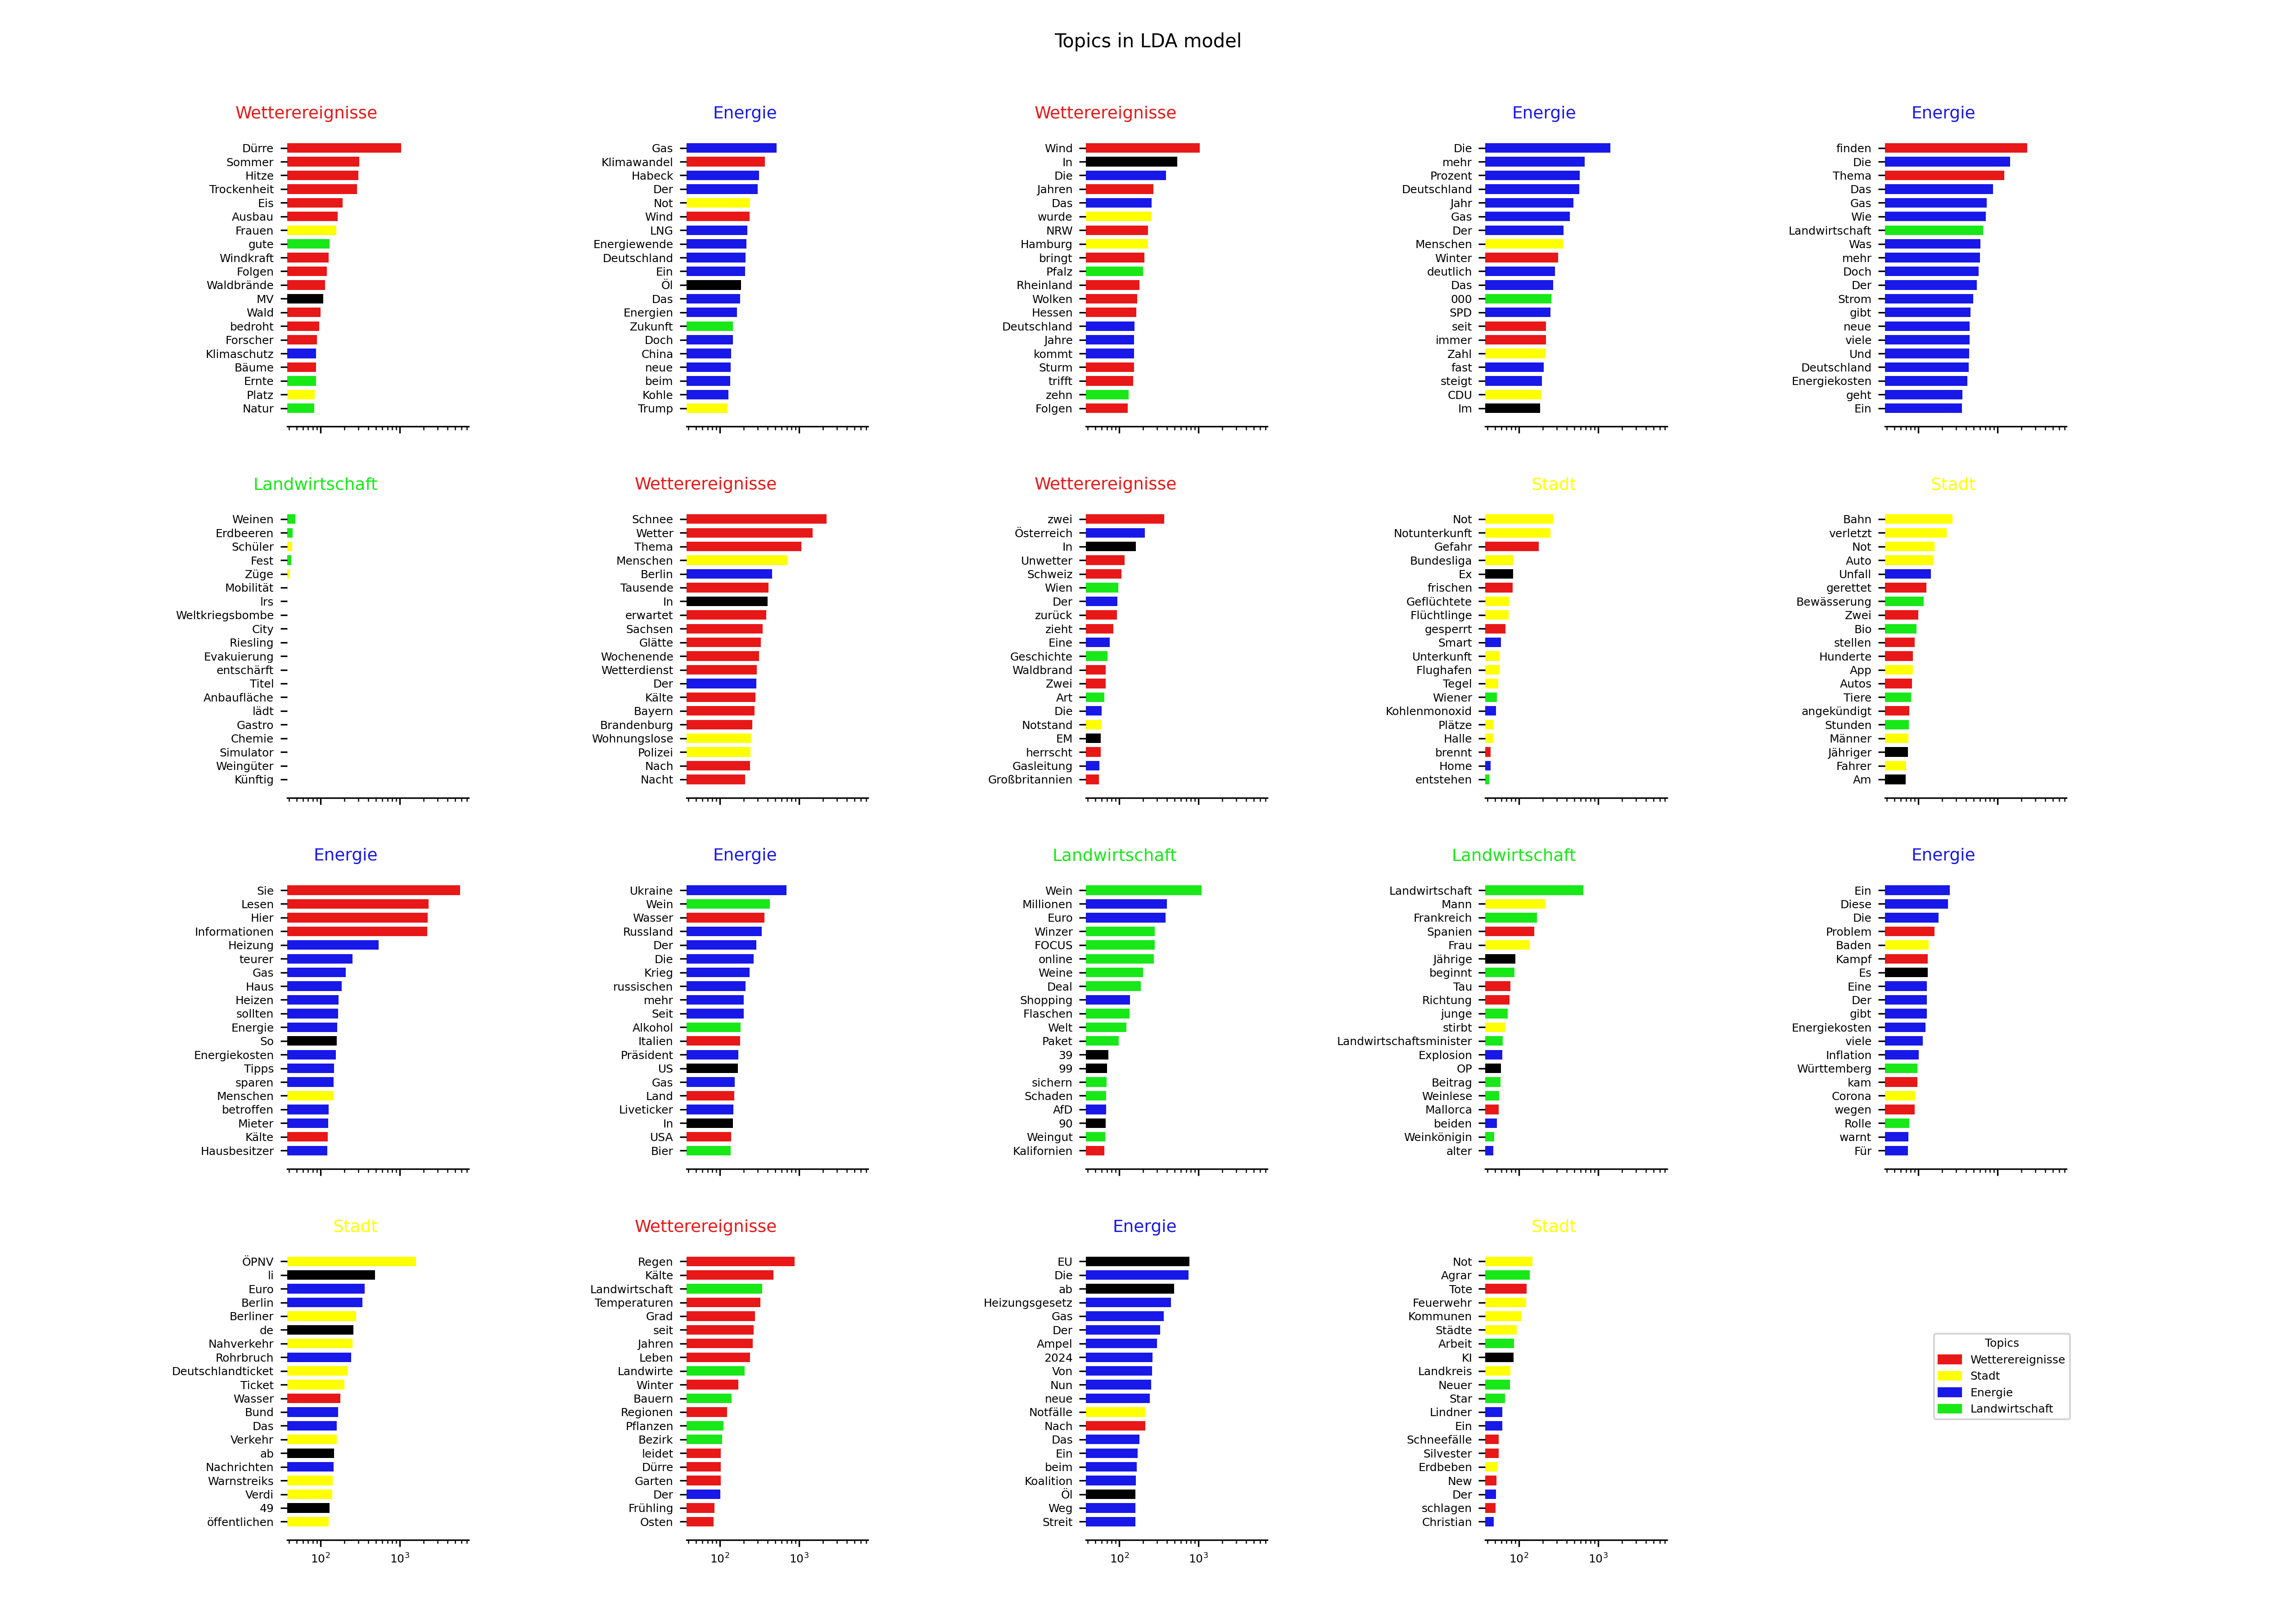 Topics in LDA model
Wetterereignisse
Dürre
Sommer
Hitze
Trockenheit
Eis
Ausbau
Frauen
gute
Windkraft
Folgen
Waldbrände
MV
Wald
bedroht
Forscher
Klimaschutz
Bäume
Ernte
Platz
Natur
Energie
Gas
Klimawandel
Habeck
Der
Not
Wind
LNG
Energiewende
Deutschland
Ein
Öl
Das
Energien
Zukunft
Doch
China
neue
beim
Kohle
Trump
Wetterereignisse
Wind
In
Die
Jahren
Das
wurde
NRW
Hamburg
bringt
Pfalz
Rheinland
Wolken
Hessen
Deutschland
Jahre
kommt
Sturm
trifft
zehn
Folgen
Energie
Die
mehr
Prozent
Deutschland
Jahr
Gas
Der
Menschen
Winter
deutlich
Das
000
SPD
seit
immer
Zahl
fast
steigt
CDU
Im
Energie
finden
Die
Thema
Das
Gas
Wie
Landwirtschaft
Was
mehr
Doch
Der
Strom
gibt
neue
viele
Und
Deutschland
Energiekosten
geht
Ein
Landwirtschaft
Weinen
Erdbeeren
Schüler
Fest
Züge
Mobilität
lrs
Weltkriegsbombe
City
Riesling
Evakuierung
entschärft
Titel
Anbaufläche
lädt
Gastro
Chemie
Simulator
Weingüter
Künftig
Wetterereignisse
Schnee
Wetter
Thema
Menschen
Berlin
Tausende
In
erwartet
Sachsen
Glätte
Wochenende
Wetterdienst
Der
Kälte
Bayern
Brandenburg
Wohnungslose
Polizei
Nach
Nacht
Wetterereignisse
zwei
Österreich
In
Unwetter
Schweiz
Wien
Der
zurück
zieht
Eine
Geschichte
Waldbrand
Zwei
Art
Die
Notstand
EM
herrscht
Gasleitung
Großbritannien
Stadt
Not
Notunterkunft
Gefahr
Bundesliga
Ex
frischen
Geflüchtete
Flüchtlinge
gesperrt
Smart
Unterkunft
Flughafen
Tegel
Wiener
Kohlenmonoxid
Plätze
Halle
brennt
Home
entstehen
Stadt
Bahn
verletzt
Not
Auto
Unfall
gerettet
Bewässerung
Zwei
Bio
stellen
Hunderte
App
Autos
Tiere
angekündigt
Stunden
Männer
Jähriger
Fahrer
Am
Energie
Sie
Lesen
Hier
Informationen
Heizung
teurer
Gas
Haus
Heizen
sollten
Energie
So
Energiekosten
Tipps
sparen
Menschen
betroffen
Mieter
Kälte
Hausbesitzer
Energie
Ukraine
Wein
Wasser
Russland
Der
Die
Krieg
russischen
mehr
Seit
Alkohol
Italien
Präsident
US
Gas
Land
Liveticker
In
USA
Bier
Landwirtschaft
Wein
Millionen
Euro
Winzer
FOCUS
online
Weine
Deal
Shopping
Flaschen
Welt
Paket
39
99
sichern
Schaden
AfD
90
Weingut
Kalifornien
Landwirtschaft
Landwirtschaft
Mann
Frankreich
Spanien
Frau
Jährige
beginnt
Tau
Richtung
junge
stirbt
Landwirtschaftsminister
Explosion
OP
Beitrag
Weinlese
Mallorca
beiden
Weinkönigin
alter
Energie
Ein
Diese
Die
Problem
Baden
Kampf
Es
Eine
Der
gibt
Energiekosten
viele
Inflation
Württemberg
kam
Corona
wegen
Rolle
warnt
Für
Stadt
ÖPNV
li
Euro
Berlin
Berliner
de
Nahverkehr
Rohrbruch
Deutschlandticket
Ticket
Wasser
Bund
Das
Verkehr
ab
Nachrichten
Warnstreiks
Verdi
49
öffentlichen
10² 10³
Wetterereignisse
Regen
Kälte
Landwirtschaft
Temperaturen
Grad
seit
Jahren
Leben
Landwirte
Winter
Bauern
Regionen
Pflanzen
Bezirk
leidet
Dürre
Garten
Der
Frühling
Osten
10² 10³
Energie
EU
Die
ab
Heizungsgesetz
Gas
Der
Ampel
2024
Von
Nun
neue
Notfälle
Nach
Das
Ein
beim
Koalition
Öl
Weg
Streit
10² 10³
Stadt
Not
Agrar
Tote
Feuerwehr
Kommunen
Städte
Arbeit
KI
Landkreis
Neuer
Star
Lindner
Ein
Schneefälle
Silvester
Erdbeben
New
Der
schlagen
Christian
10² 10³
Topics
Wetterereignisse
Stadt
Energie
Landwirtschaft